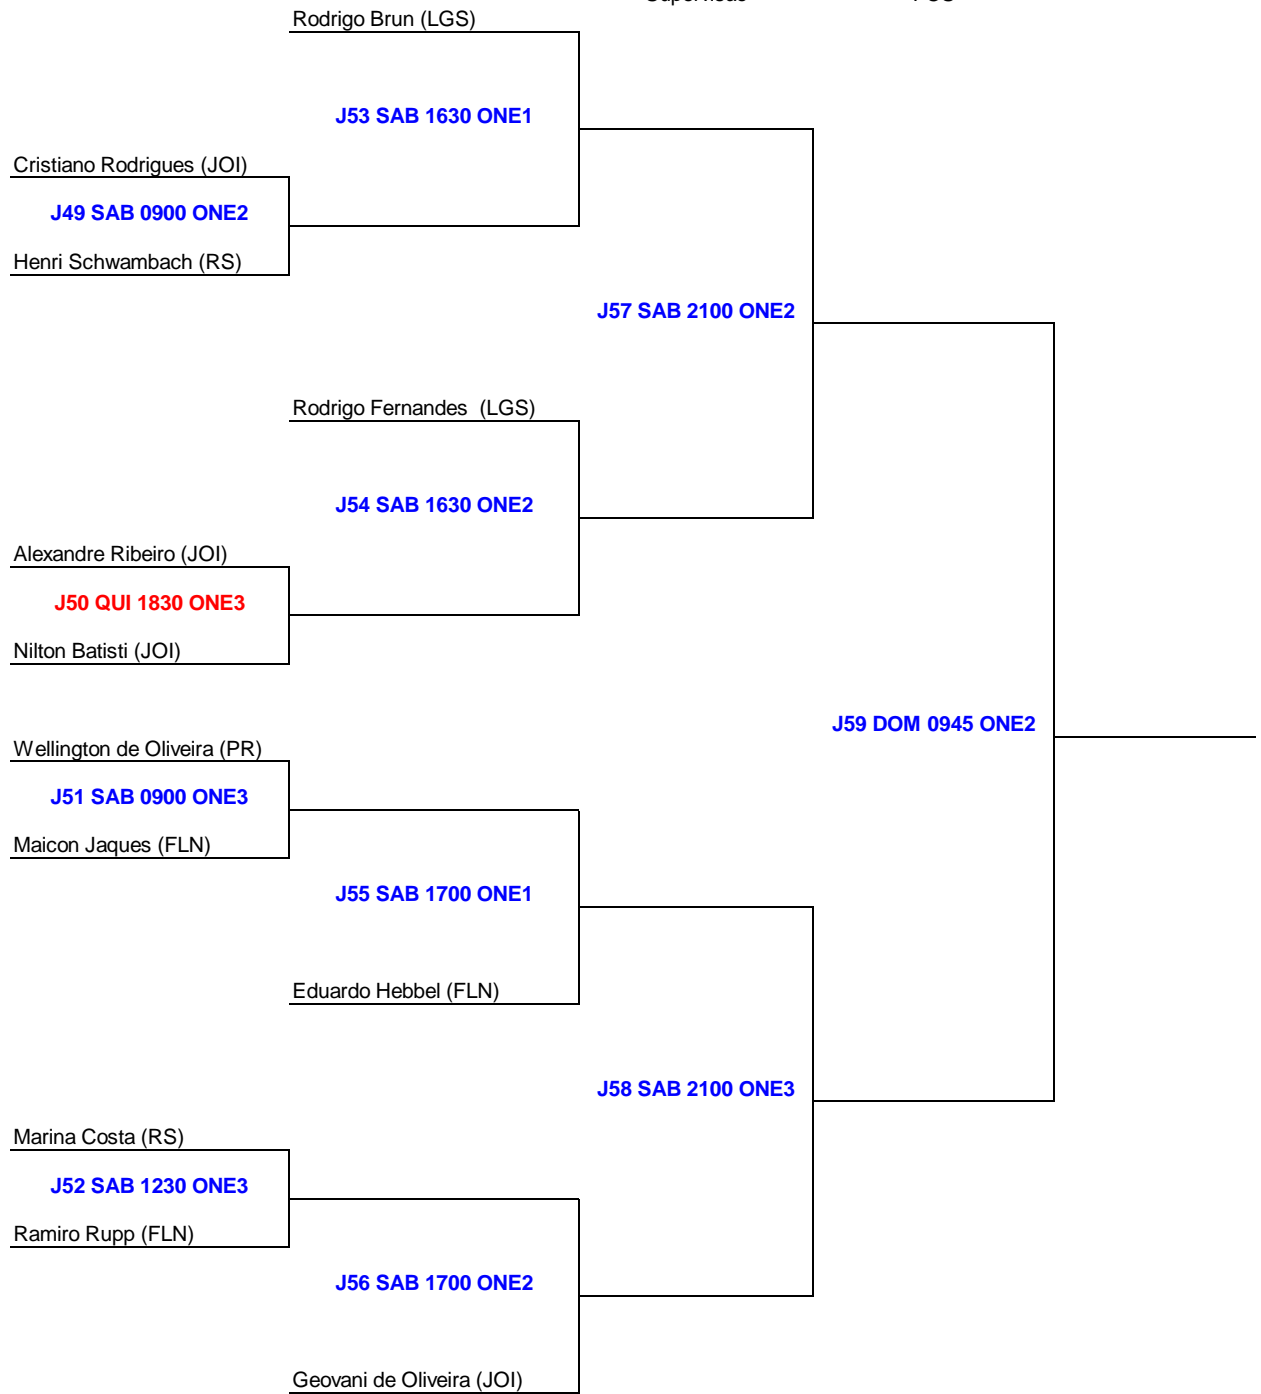 Rodrigo Brun (LGS)
J53 SAB 1630 ONE1
Cristiano Rodrigues (JOI)
J49 SAB 0900 ONE2
Henri Schwambach (RS)
J57 SAB 2100 ONE2
Rodrigo Fernandes (LGS)
J54 SAB 1630 ONE2
Alexandre Ribeiro (JOI)
J50 QUI 1830 ONE3
Nilton Batisti (JOI)
J59 DOM 0945 ONE2
Wellington de Oliveira (PR)
J51 SAB 0900 ONE3
Maicon Jaques (FLN)
J55 SAB 1700 ONE1
Eduardo Hebbel (FLN)
J58 SAB 2100 ONE3
Marina Costa (RS)
J52 SAB 1230 ONE3
Ramiro Rupp (FLN)
J56 SAB 1700 ONE2
Geovani de Oliveira (JOI)